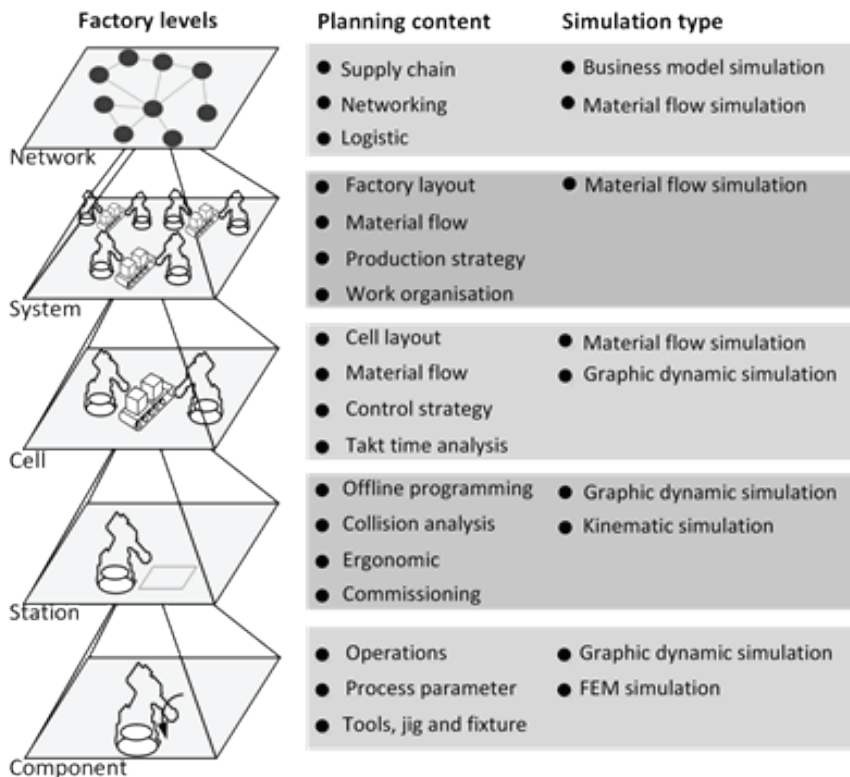 Factory levels
Planning content
Simulation type
Network
Supply chain
Networking
Logistic
Business model simulation
Material flow simulation
System
Factory layout
Material flow
Production strategy
Work organisation
Material flow simulation
Cell
Cell layout
Material flow
Control strategy
Takt time analysis
Material flow simulation
Graphic dynamic simulation
Station
Offline programming
Collision analysis
Ergonomic
Commissioning
Graphic dynamic simulation
Kinematic simulation
Component
Operations
Process parameter
Tools, jig and fixture
Graphic dynamic simulation
FEM simulation